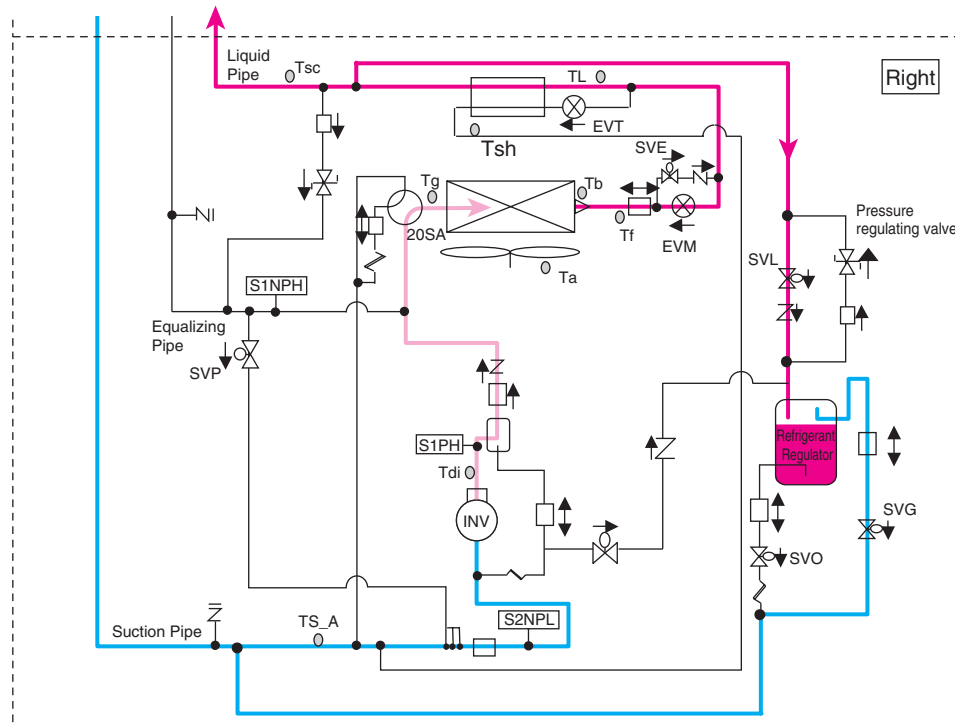 Liquid
Pipe
Tsc
TL
Right
EVT
Tsh
SVE
Tg
Tb
20SA
Tf
EVM
Ta
Pressure
regulating valve
SVL
S1NPH
Equalizing
Pipe
SVP
S1PH
Tdi
INV
Refrigerant
Regulator
SVG
SVO
Suction Pipe
TS_A
S2NPL